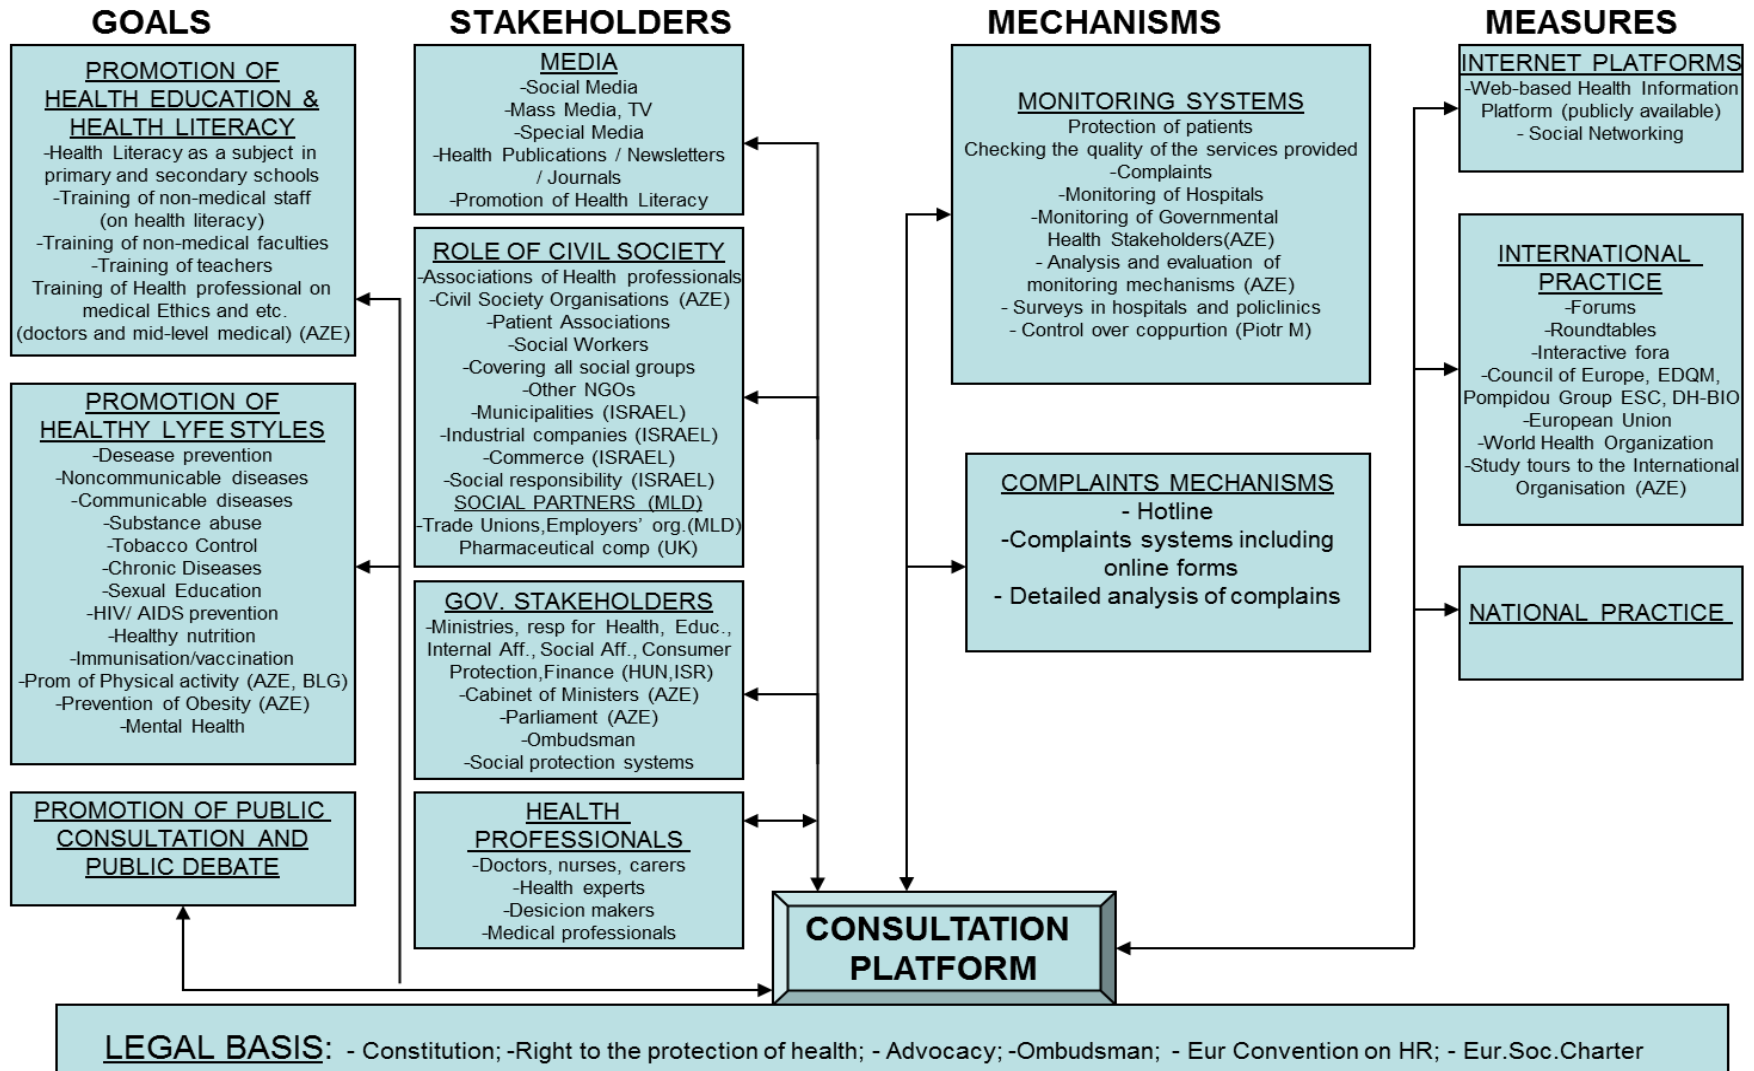 GOALS
PROMOTION OF
HEALTH EDUCATION &
HEALTH LITERACY
-Health Literacy as a subject in
primary and secondary schools
-Training of non-medical staff
(on health literacy)
-Training of non-medical faculties
-Training of teachers
Training of Health professional on
medical Ethics and etc.
(doctors and mid-level medical) (AZE)
PROMOTION OF
HEALTHY LYFE STYLES
-Desease prevention
-Noncommunicable diseases
-Communicable diseases
-Substance abuse
-Tobacco Control
-Chronic Diseases
-Sexual Education
-HIV/ AIDS prevention
-Healthy nutrition
-Immunisation/vaccination
-Prom of Physical activity (AZE, BLG)
-Prevention of Obesity (AZE)
-Mental Health
PROMOTION OF PUBLIC
CONSULTATION AND
PUBLIC DEBATE
STAKEHOLDERS
MEDIA
-Social Media
-Mass Media, TV
-Special Media
-Health Publications / Newsletters
/ Journals
-Promotion of Health Literacy
ROLE OF CIVIL SOCIETY
-Associations of Health professionals
-Civil Society Organisations (AZE)
-Patient Associations
-Social Workers
-Covering all social groups
-Other NGOs
-Municipalities (ISRAEL)
-Industrial companies (ISRAEL)
-Commerce (ISRAEL)
-Social responsibility (ISRAEL)
SOCIAL PARTNERS (MLD)
-Trade Unions,Employers' org.(MLD)
Pharmaceutical comp (UK)
GOV. STAKEHOLDERS
-Ministries, resp for Health, Educ.,
Internal Aff., Social Aff., Consumer
Protection,Finance (HUN,ISR)
-Cabinet of Ministers (AZE)
-Parliament (AZE)
-Ombudsman
-Social protection systems
HEALTH
PROFESSIONALS
-Doctors, nurses, carers
-Health experts
-Desicion makers
-Medical professionals
MECHANISMS
MONITORING SYSTEMS
Protection of patients
Checking the quality of the services provided
-Complaints
-Monitoring of Hospitals
-Monitoring of Governmental
Health Stakeholders(AZE)
- Analysis and evaluation of
monitoring mechanisms (AZE)
- Surveys in hospitals and policlinics
- Control over coppurtion (Piotr M)
COMPLAINTS MECHANISMS
- Hotline
-Complaints systems including
online forms
- Detailed analysis of complains
MEASURES
INTERNET PLATFORMS
-Web-based Health Information
Platform (publicly available)
- Social Networking
INTERNATIONAL
PRACTICE
-Forums
-Roundtables
-Interactive fora
-Council of Europe, EDQM,
Pompidou Group ESC, DH-BIO
-European Union
-World Health Organization
-Study tours to the International
Organisation (AZE)
NATIONAL PRACTICE
CONSULTATION
PLATFORM
LEGAL BASIS: - Constitution; -Right to the protection of health; - Advocacy; -Ombudsman; - Eur Convention on HR; - Eur.Soc.Charter